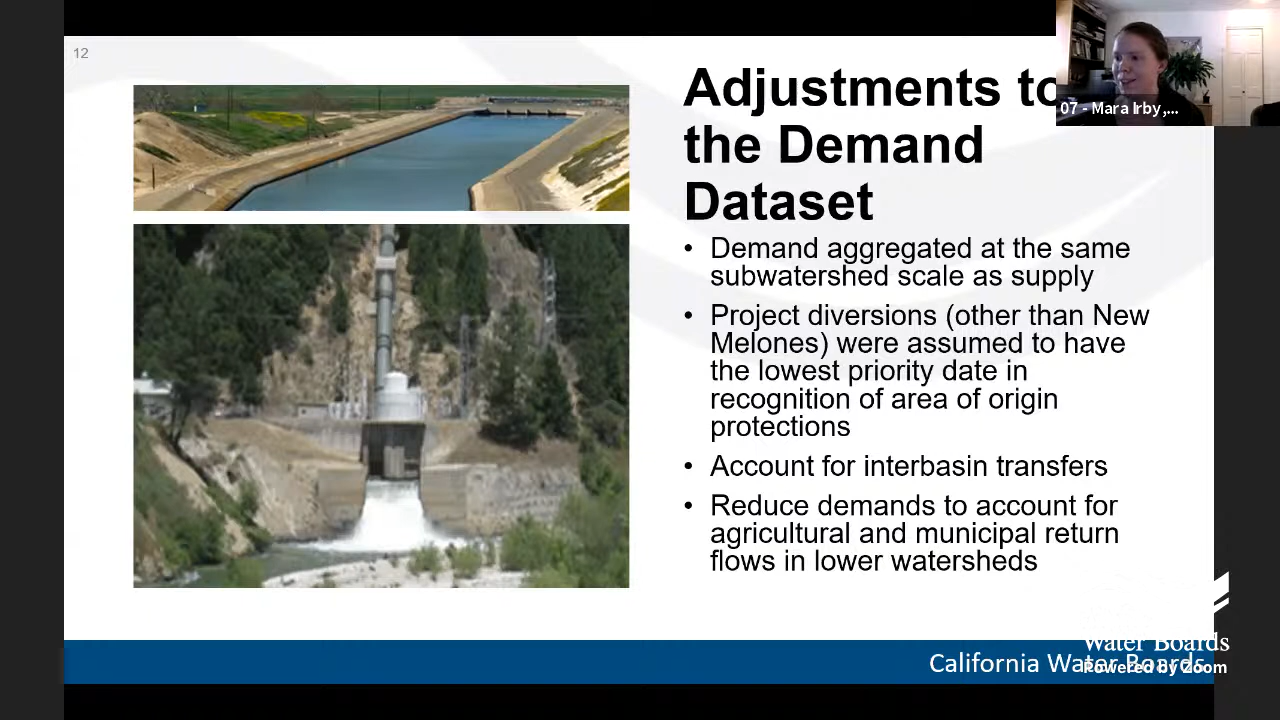 12
Adjustments to
the Demand
Dataset
07 - Mara Irby,...
• Demand aggregated at the same
subwatershed scale as supply
• Project diversions (other than New
Melones) were assumed to have
the lowest priority date in
recognition of area of origin
protections
• Account for interbasin transfers
• Reduce demands to account for
agricultural and municipal return
flows in lower watersheds
Water Boards
California Water Boards
Powered by Zoom